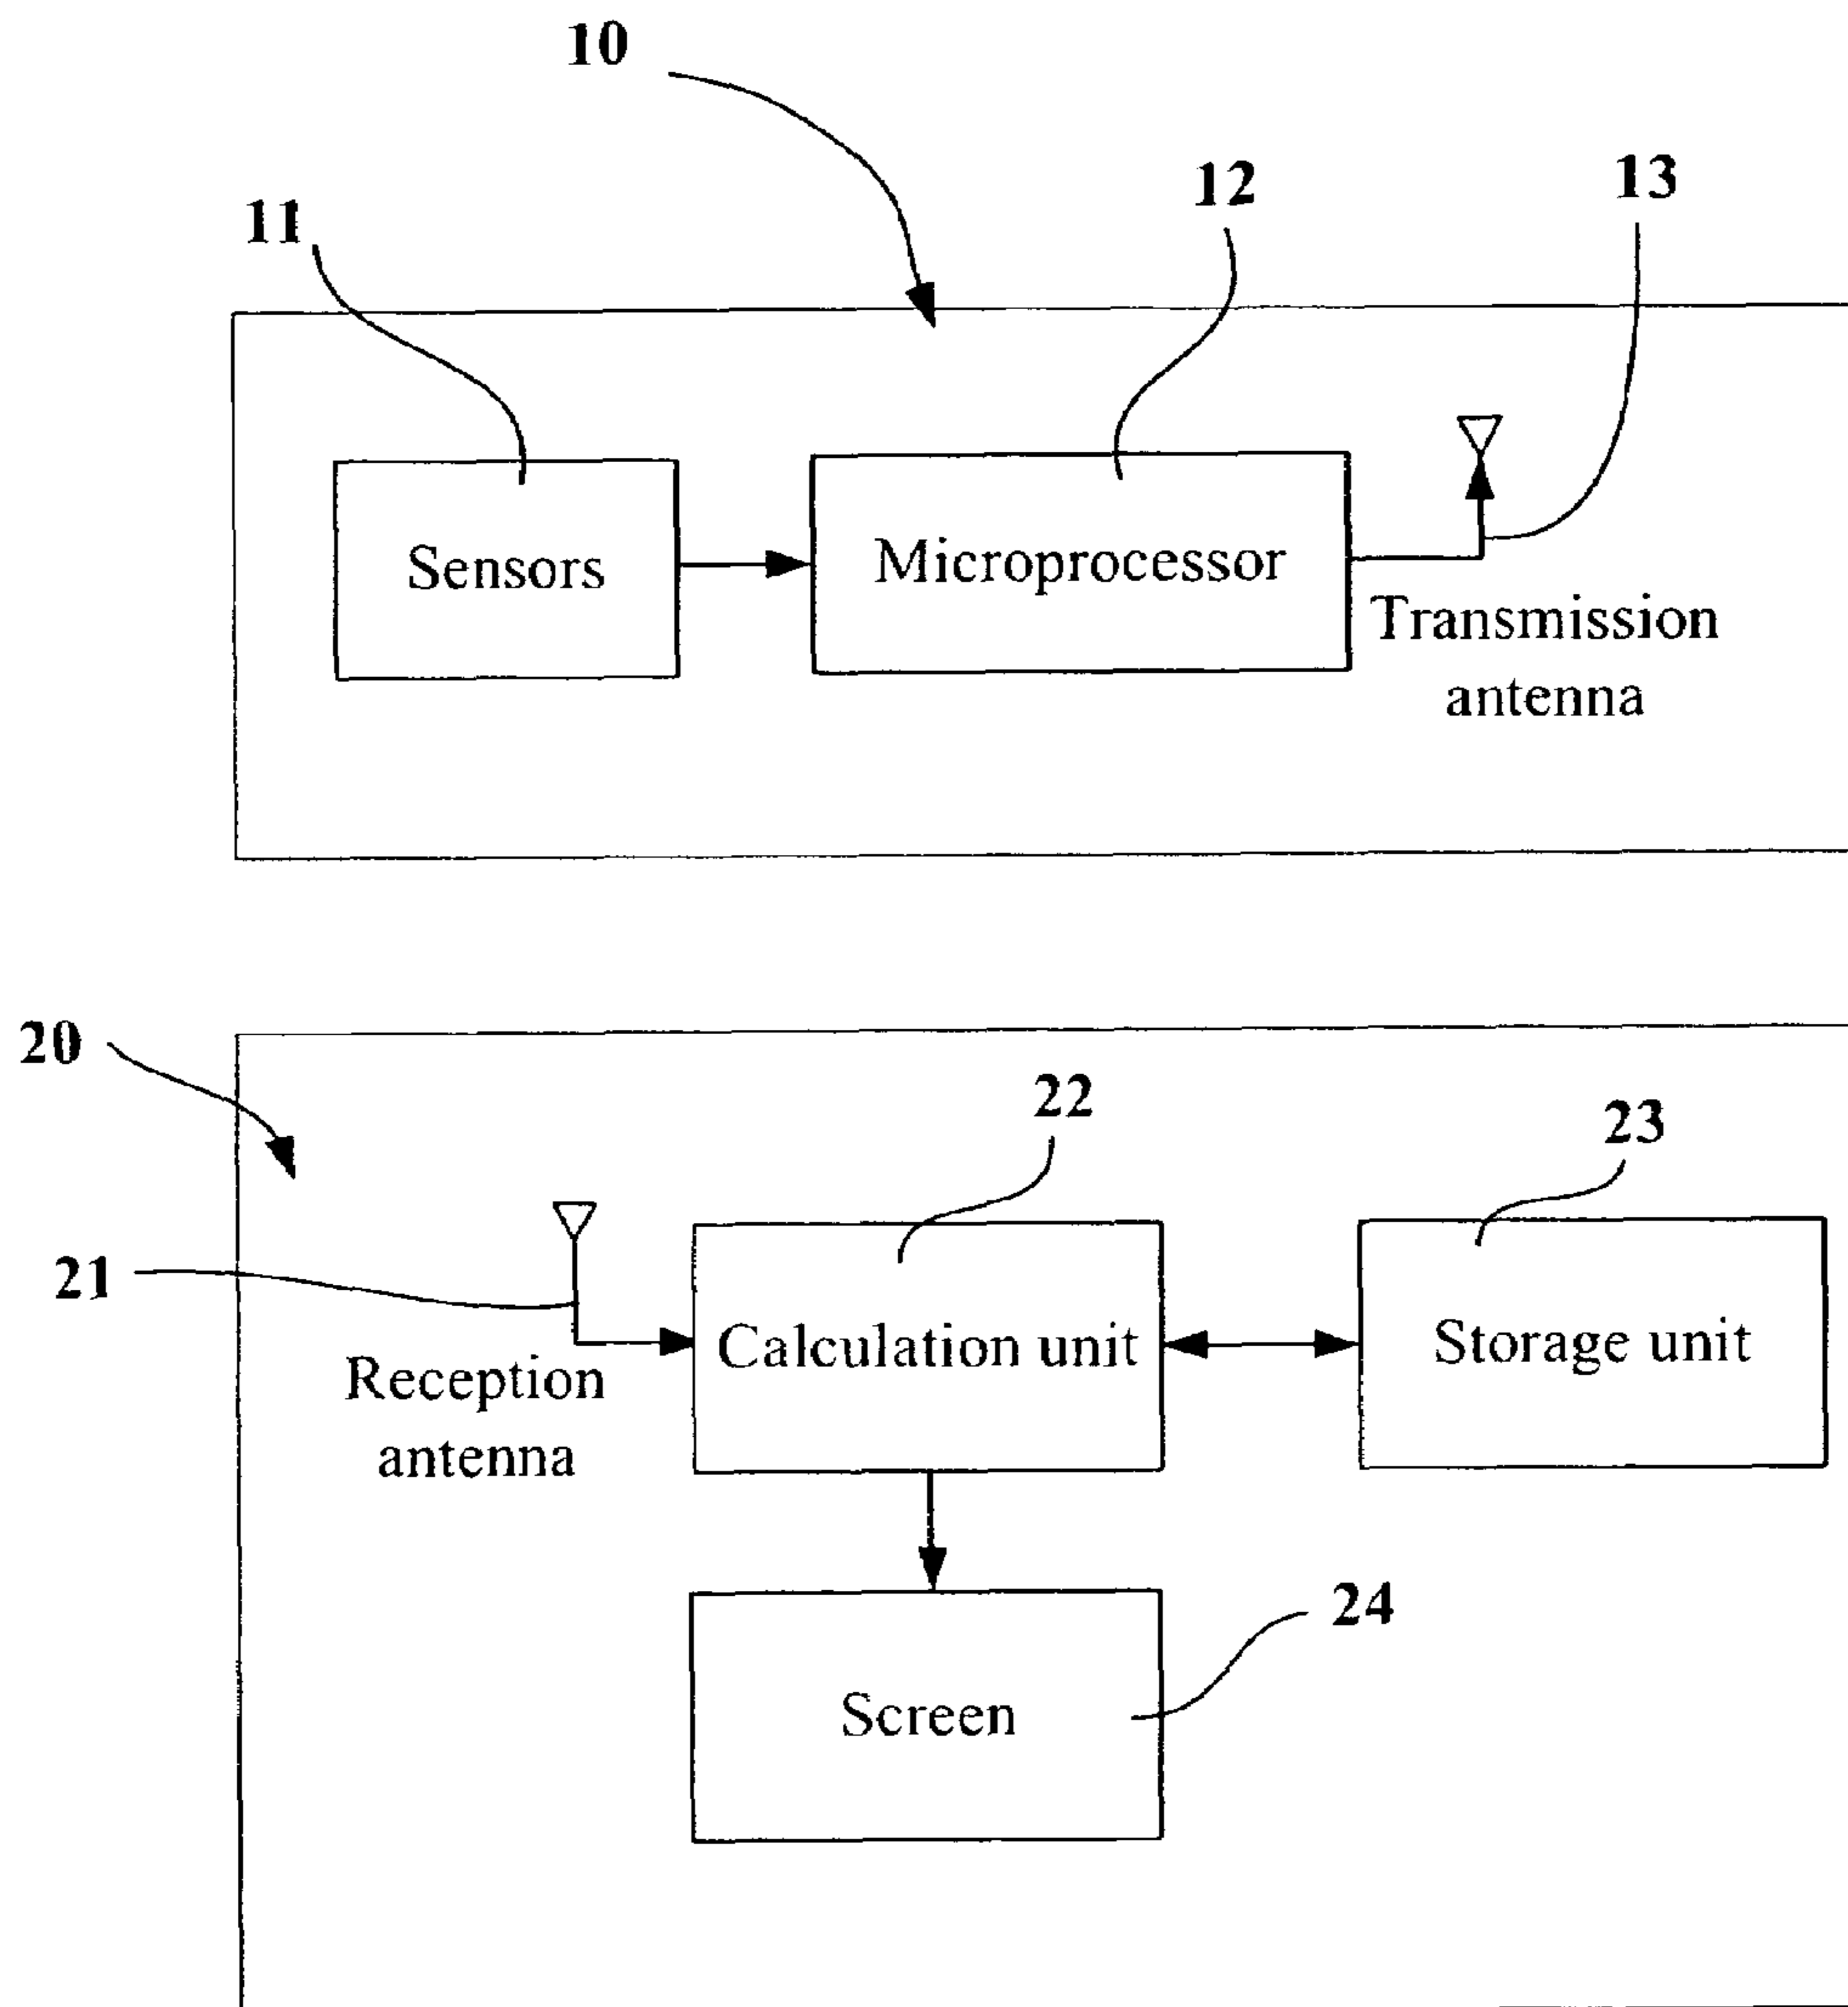 10
12
13
11
Sensors
Microprocessor
Transmission
antenna
20
22
23
21
Calculation unit
Storage unit
Reception
antenna
24
Screen